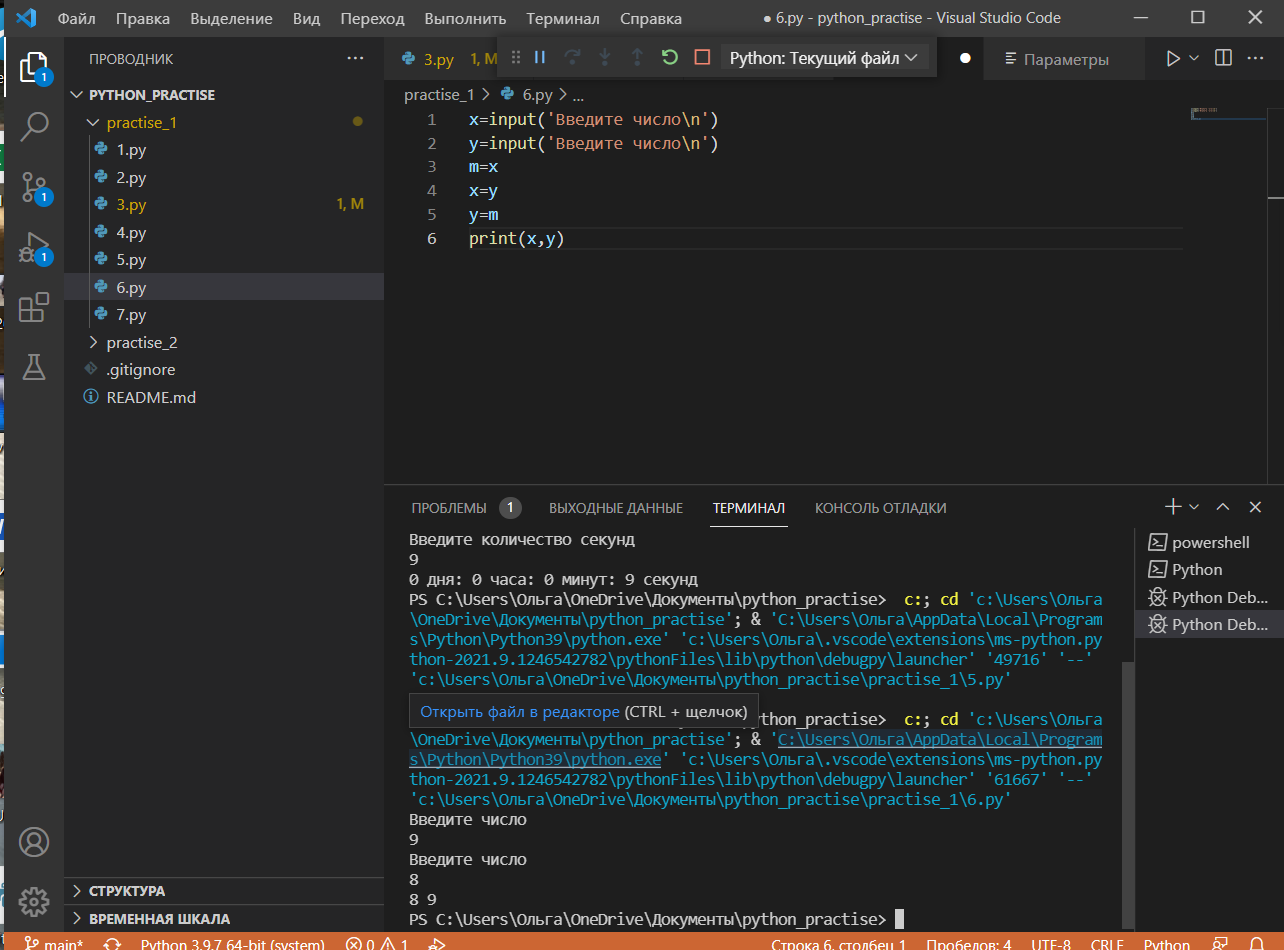 Файл Правка Выделение Вид Переход Выполнить Терминал Справка ● 6.py - python_practise - Visual Studio Code
ПРОВОДНИК ...
3.py 1, M Python: Текущий файл Параметры
PYTHON_PRACTISE
practise_1
1.py
2.py
3.py 1, M
4.py
5.py
6.py
7.py
practise_2
.gitignore
README.md
СТРУКТУРА
ВРЕМЕННАЯ ШКАЛА
1
1
1
practise_1 > 6.py > ...
1 x=input('Введите число\n')
2 y=input('Введите число\n')
3 m=x
4 x=y
5 y=m
6 print(x,y)
ПРОБЛЕМЫ 1 ВЫХОДНЫЕ ДАННЫЕ ТЕРМИНАЛ КОНСОЛЬ ОТЛАДКИ
Введите количество секунд
9
0 дня: 0 часа: 0 минут: 9 секунд
PS C:\Users\Ольга\OneDrive\Документы\python_practise> c:; cd 'c:\Users\Ольга
\OneDrive\Документы\python_practise'; & 'C:\Users\Ольга\AppData\Local\Program
s\Python\Python39\python.exe' 'c:\Users\Ольга\.vscode\extensions\ms-python.py
thon-2021.9.1246542782\pythonFiles\lib\python\debugpy\launcher' '49716' '--'
'c:\Users\Ольга\OneDrive\Документы\python_practise\practise_1\5.py'
Открыть файл в редакторе (CTRL + щелчок)
thon_practise> c:; cd 'c:\Users\Ольга
\OneDrive\Документы\python_practise'; & 'C:\Users\Ольга\AppData\Local\Program
s\Python\Python39\python.exe' 'c:\Users\Ольга\.vscode\extensions\ms-python.py
thon-2021.9.1246542782\pythonFiles\lib\python\debugpy\launcher' '61667' '--'
'c:\Users\Ольга\OneDrive\Документы\python_practise\practise_1\6.py'
Введите число
9
Введите число
8
8 9
PS C:\Users\Ольга\OneDrive\Документы\python_practise>
powershell
Python
Python Deb...
Python Deb...
main* Python 3.9.7 64-bit (system) 0 1 Строка 6, столбец 1 Пробелов: 4 UTF-8 CRLF Python